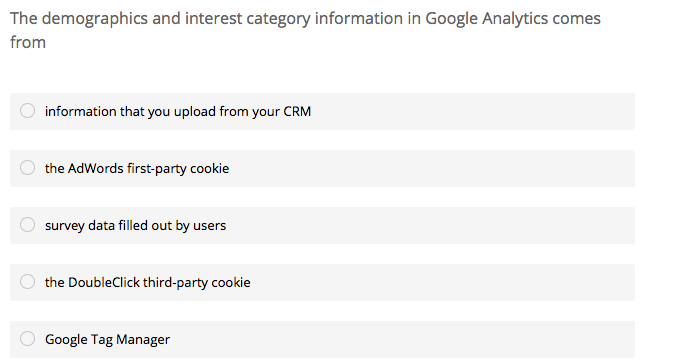 The demographics and interest category information in Google Analytics comes
from
information that you upload from your CRM
the AdWords first-party cookie
survey data filled out by users
the DoubleClick third-party cookie
Google Tag Manager